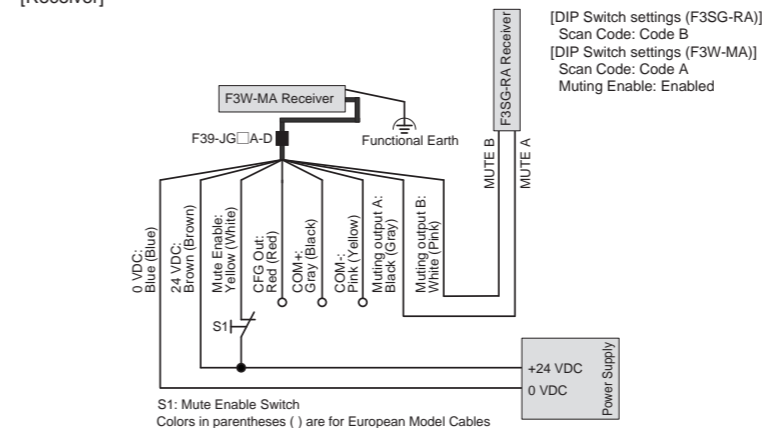 [Receiver]
[DIP Switch settings (F3SG-RA)]
Scan Code: Code B
[DIP Switch settings (F3W-MA)]
Scan Code: Code A
Muting Enable: Enabled
F3SG-RA Receiver
F3W-MA Receiver
F39-JG□A-D
Functional Earth
MUTE B
MUTE A
0 VDC:
Blue (Blue)
24 VDC:
Brown (Brown)
Mute Enable:
Yellow (White)
CFG Out:
Red (Red)
COM+:
Gray (Black)
COM-:
Pink (Yellow)
Muting output A:
Black (Gray)
Muting output B:
White (Pink)
S1
+24 VDC
0 VDC
Power Supply
S1: Mute Enable Switch
Colors in parentheses ( ) are for European Model Cables